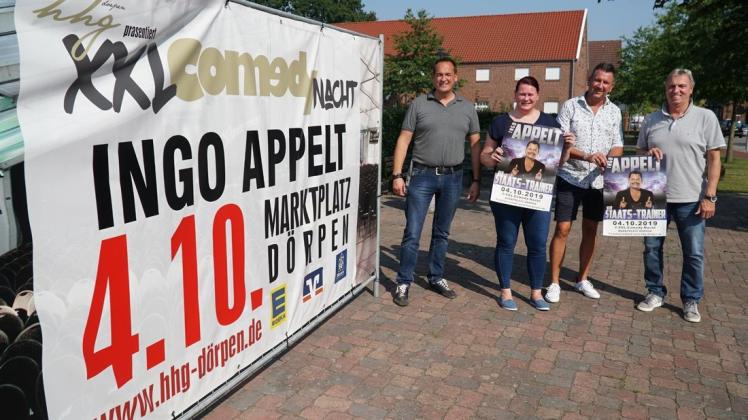 hhg dörpen
präsentiert
XXL comedy
NACHT
INGO APPELT
4.10.
MARKTPLATZ
DÖRPEN
www.hhg-dörpen.de
APPELT
STAATS-TRAINER
04.10.2019
APPELT
STAATS-TRAINER
04.10.2019